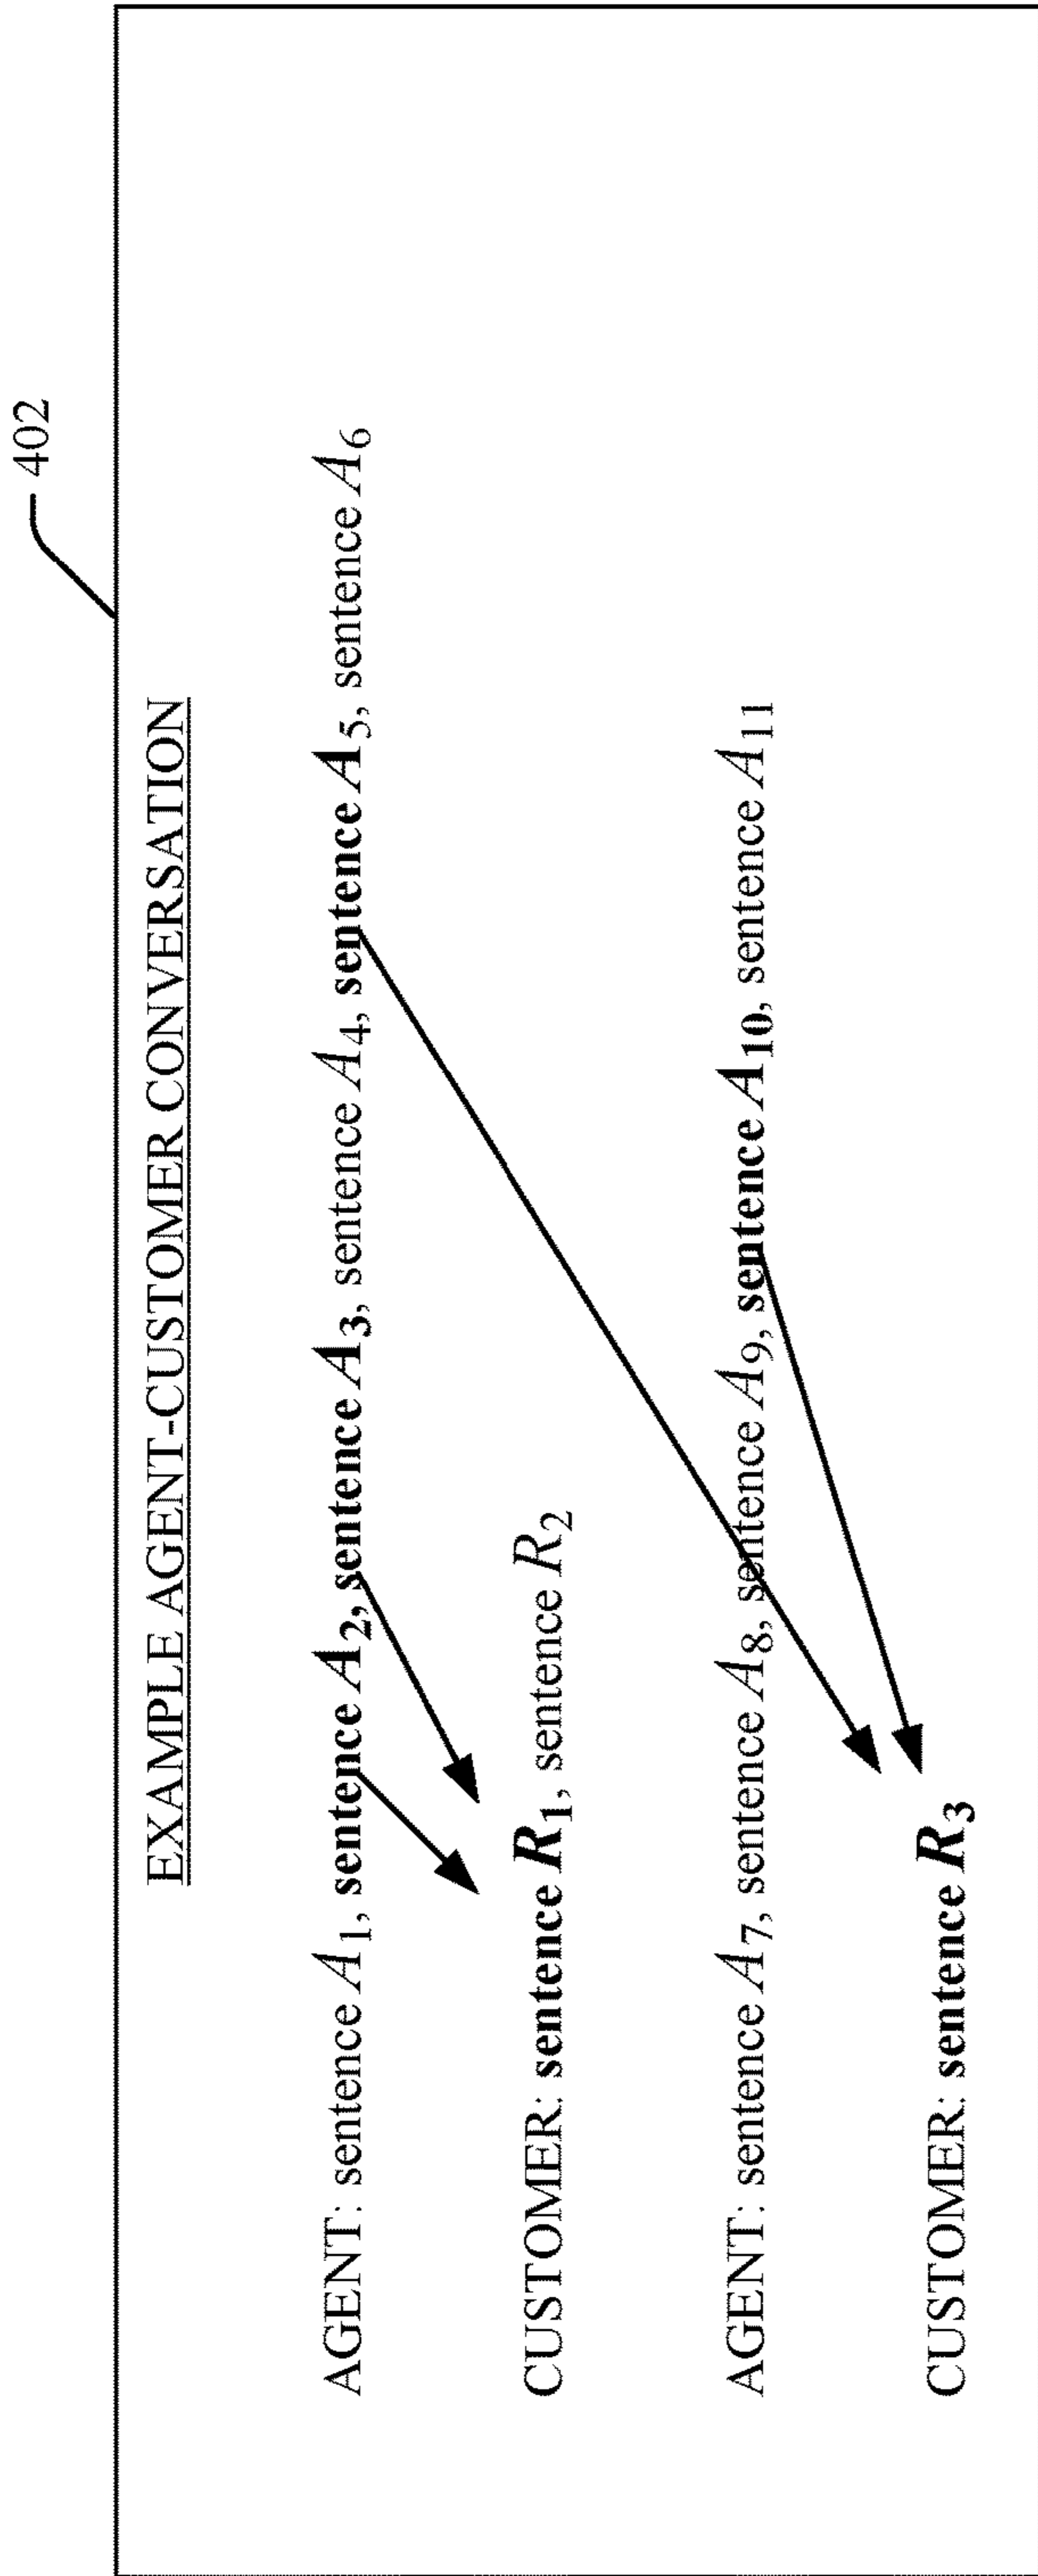 402
EXAMPLE AGENT-CUSTOMER CONVERSATION
AGENT: sentence A₁, sentence A₂, sentence A₃, sentence A₄, sentence A₅, sentence A₆
CUSTOMER: sentence R₁, sentence R₂
AGENT: sentence A₇, sentence A₈, sentence A₉, sentence A₁₀, sentence A₁₁
CUSTOMER: sentence R₃